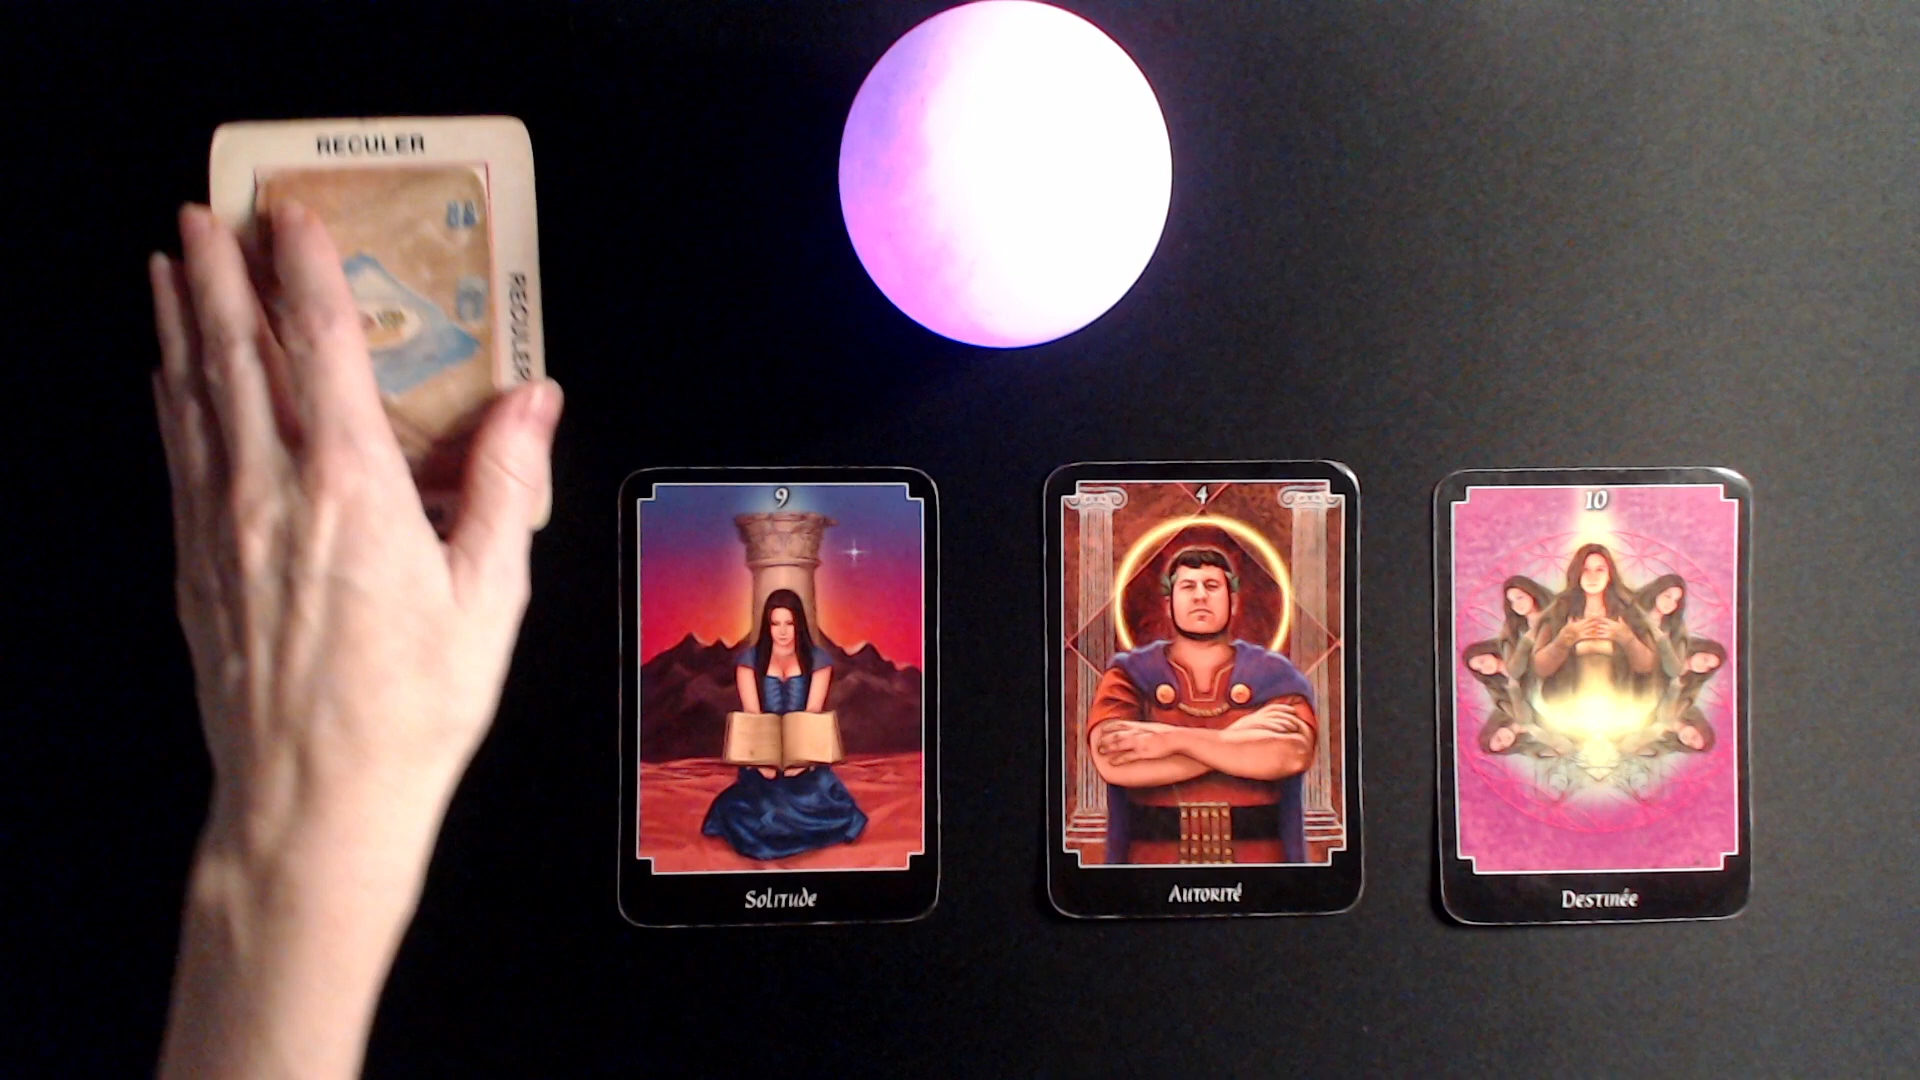 RECULER
RECULER
9
Solitude
4
Autorité
10
Destinée